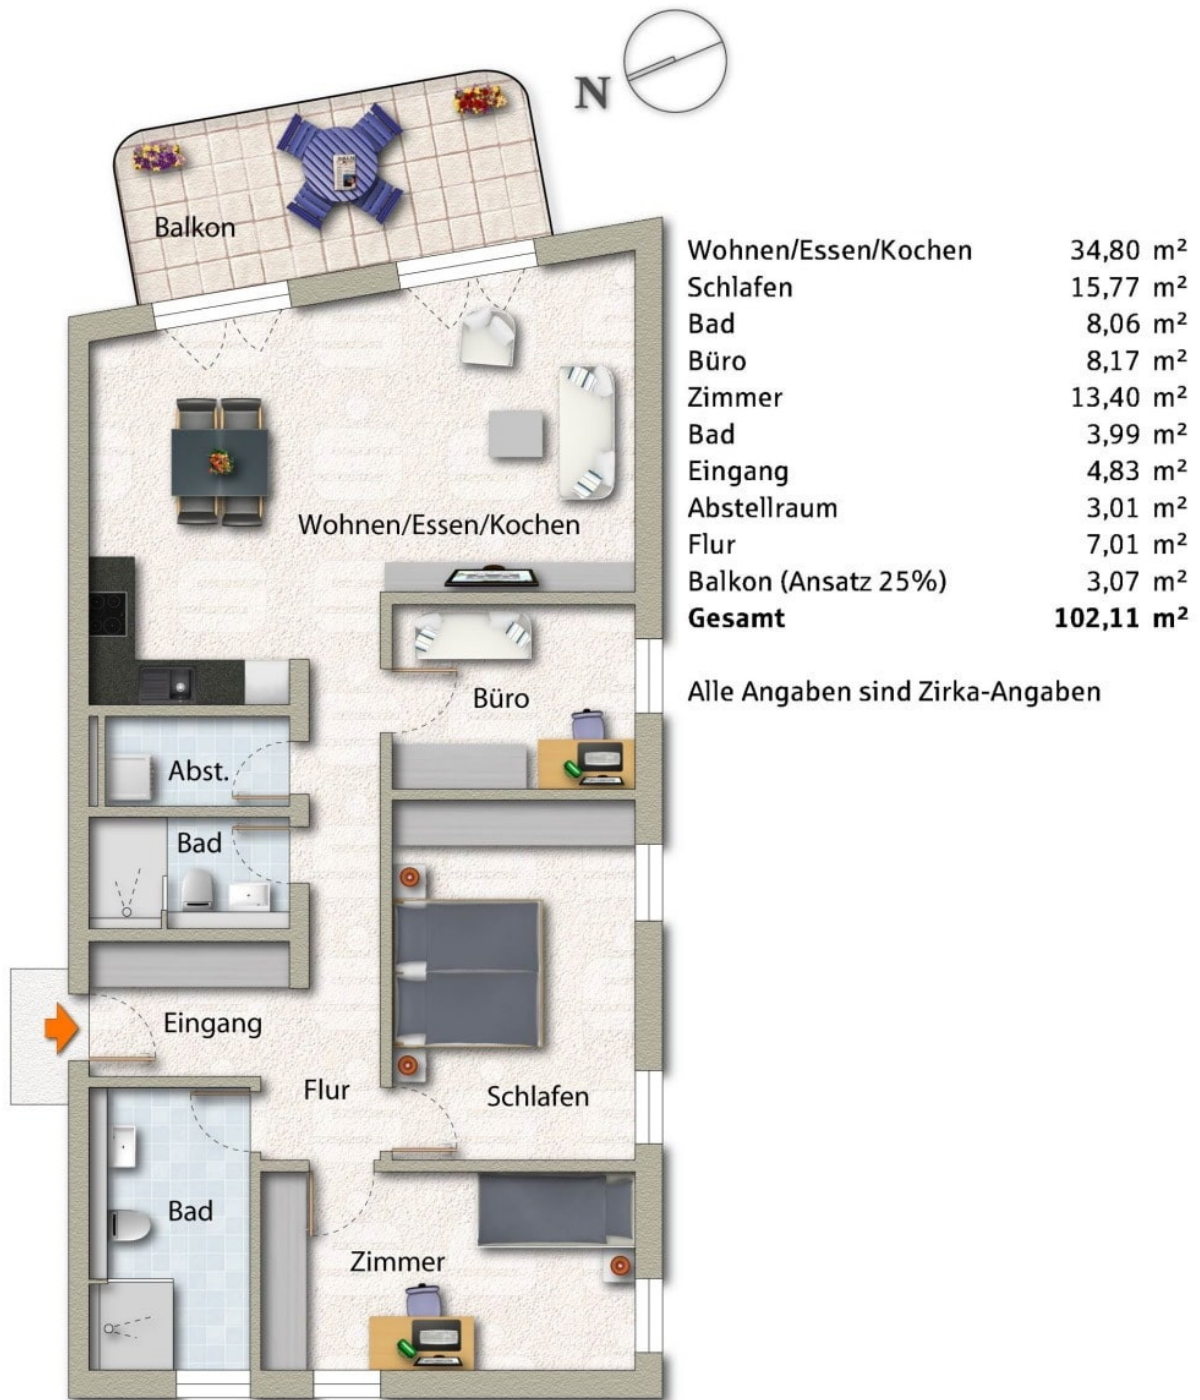 N
Balkon
Wohnen/Essen/Kochen 34,80 m²
Schlafen 15,77 m²
Bad 8,06 m²
Büro 8,17 m²
Zimmer 13,40 m²
Bad 3,99 m²
Eingang 4,83 m²
Abstellraum 3,01 m²
Flur 7,01 m²
Balkon (Ansatz 25%) 3,07 m²
Gesamt 102,11 m²
Alle Angaben sind Zirka-Angaben
Wohnen/Essen/Kochen
Büro
Abst.
Bad
Eingang
Flur
Schlafen
Bad
Zimmer